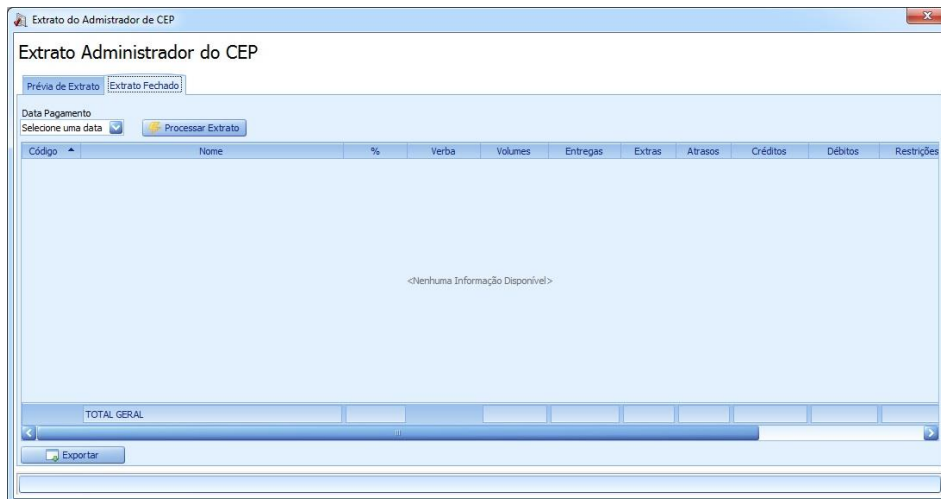 Extrato do Admistrador de CEP
Extrato Administrador do CEP
Prévia de Extrato Extrato Fechado
Data Pagamento
Selecione uma data Processar Extrato
Código Nome % Verba Volumes Entregas Extras Atrasos Créditos Débitos Restrições
<Nenhuma Informação Disponível>
TOTAL GERAL
Exportar